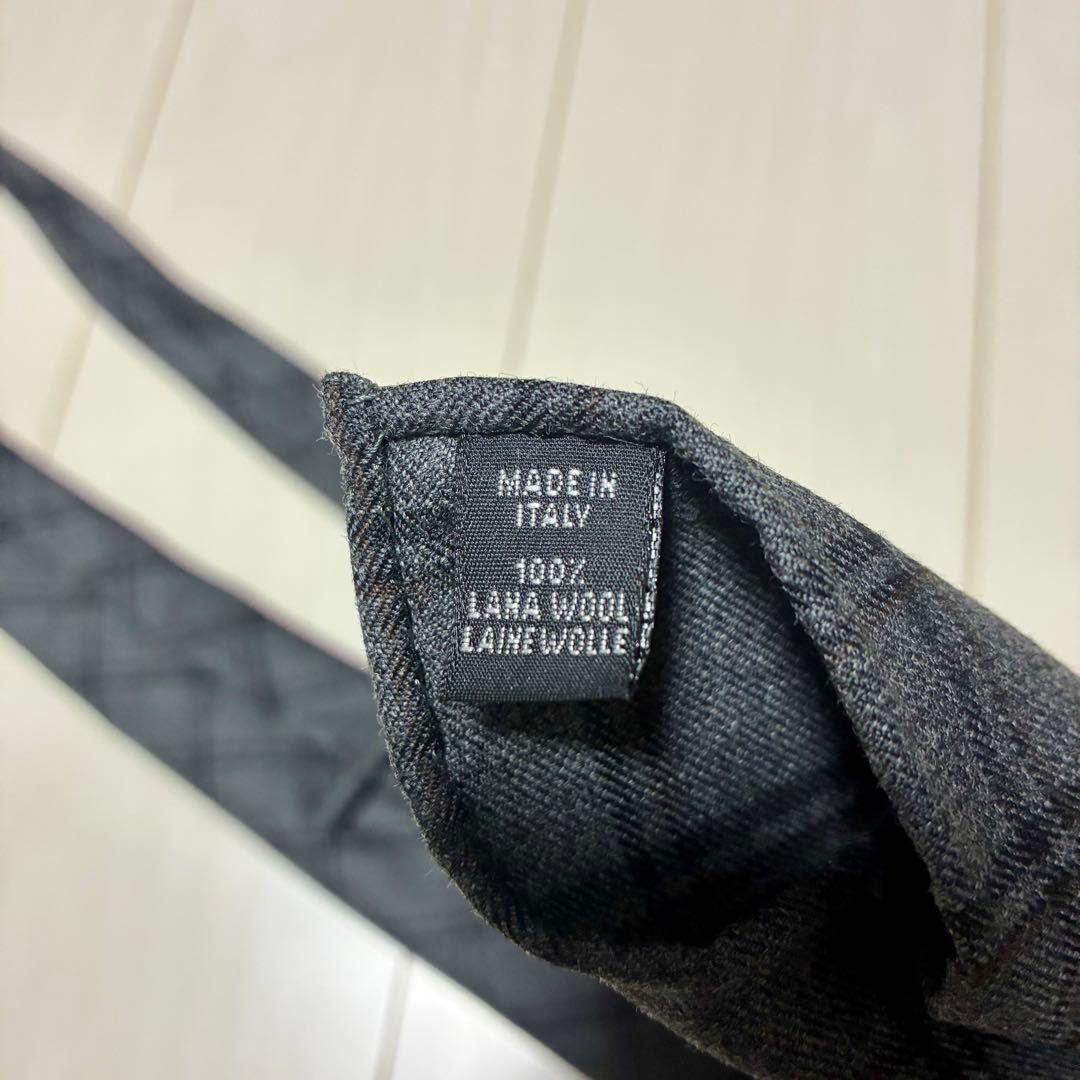 MADE IN
ITALY
100%
LANA WOOL
LAINE WOLLE